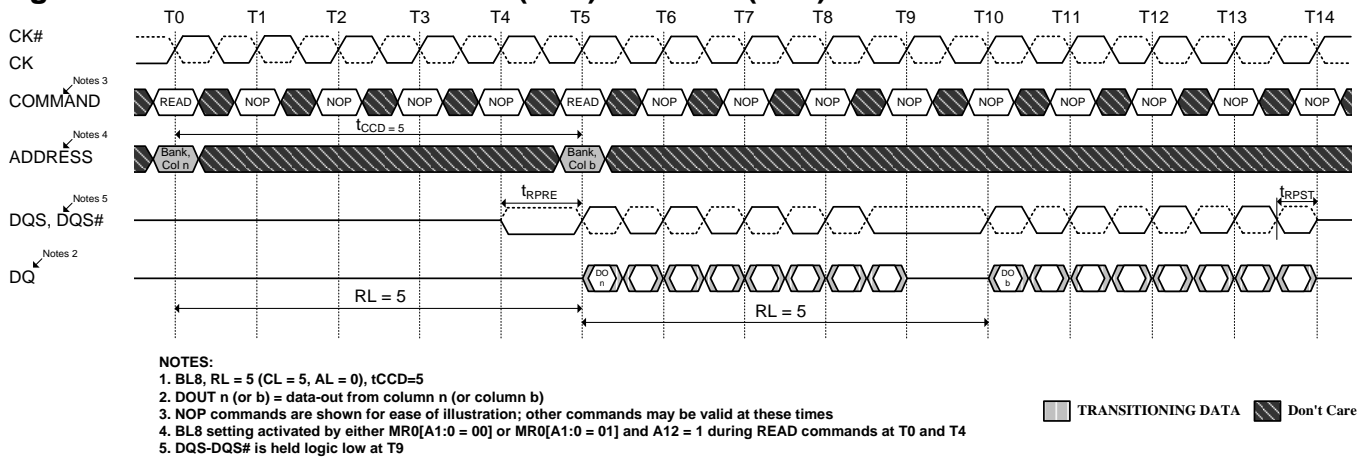 T0 T1 T2 T3 T4 T5 T6 T7 T8 T9 T10 T11 T12 T13 T14
CK#
CK
Notes 3
COMMAND
READ NOP NOP NOP NOP READ NOP NOP NOP NOP NOP NOP NOP NOP NOP
tCCD = 5
Notes 4
ADDRESS
Bank, Col n
Bank, Col b
tRPRE
tRPST
Notes 5
DQS, DQS#
Notes 2
DQ
DO n
DO b
RL = 5
RL = 5
NOTES:
1. BL8, RL = 5 (CL = 5, AL = 0), tCCD=5
2. DOUT n (or b) = data-out from column n (or column b)
3. NOP commands are shown for ease of illustration; other commands may be valid at these times
4. BL8 setting activated by either MR0[A1:0 = 00] or MR0[A1:0 = 01] and A12 = 1 during READ commands at T0 and T4
5. DQS-DQS# is held logic low at T9
TRANSITIONING DATA
Don't Care